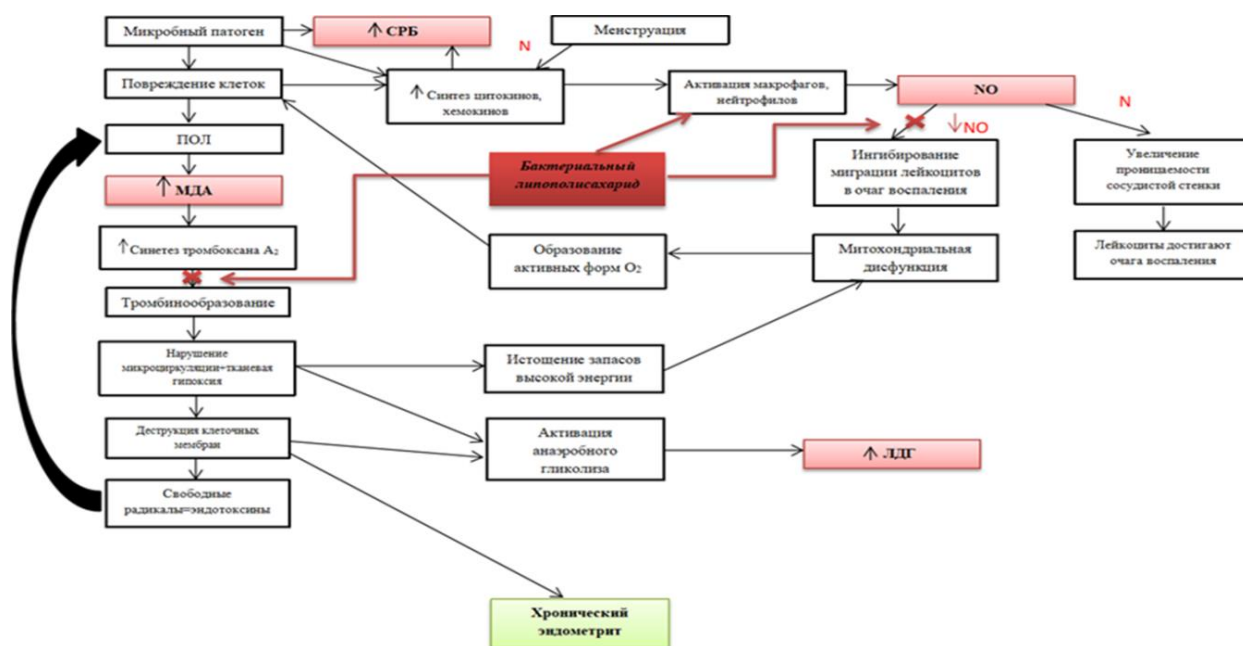 Микробный патоген
↑ СРБ
N
Менструация
Повреждение клеток
↑ Синтез цитокинов,
хемокинов
Активация макрофагов,
нейтрофилов
NO
N
ПОЛ
↓NO
Бактериальный
липополисахарид
Ингибирование
миграции лейкоцитов
в очаг воспаления
Увеличение
проницаемости
сосудистой стенки
↑ МДА
↑Синетез тромбоксана А₂
Образование
активных форм О₂
Митохондриальная
дисфункция
Лейкоциты достигают
очага воспаления
Тромбинообразование
Нарушение
микроциркуляции=тканевая
гипоксия
Истощение запасов
высокой энергии
Деструкция клеточных
мембран
Активация
анаэробного
гликолиза
↑ ЛДГ
Свободные
радикалы=эндотоксины
Хронический
эндометрит